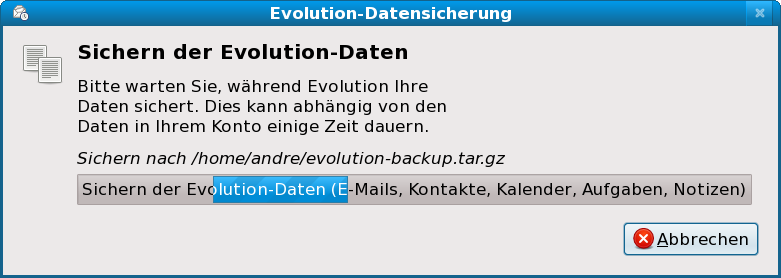 Evolution-Datensicherung
Sichern der Evolution-Daten
Bitte warten Sie, während Evolution Ihre
Daten sichert. Dies kann abhängig von den
Daten in Ihrem Konto einige Zeit dauern.
Sichern nach /home/andre/evolution-backup.tar.gz
Sichern der Evolution-Daten (E-Mails, Kontakte, Kalender, Aufgaben, Notizen)
Abbrechen